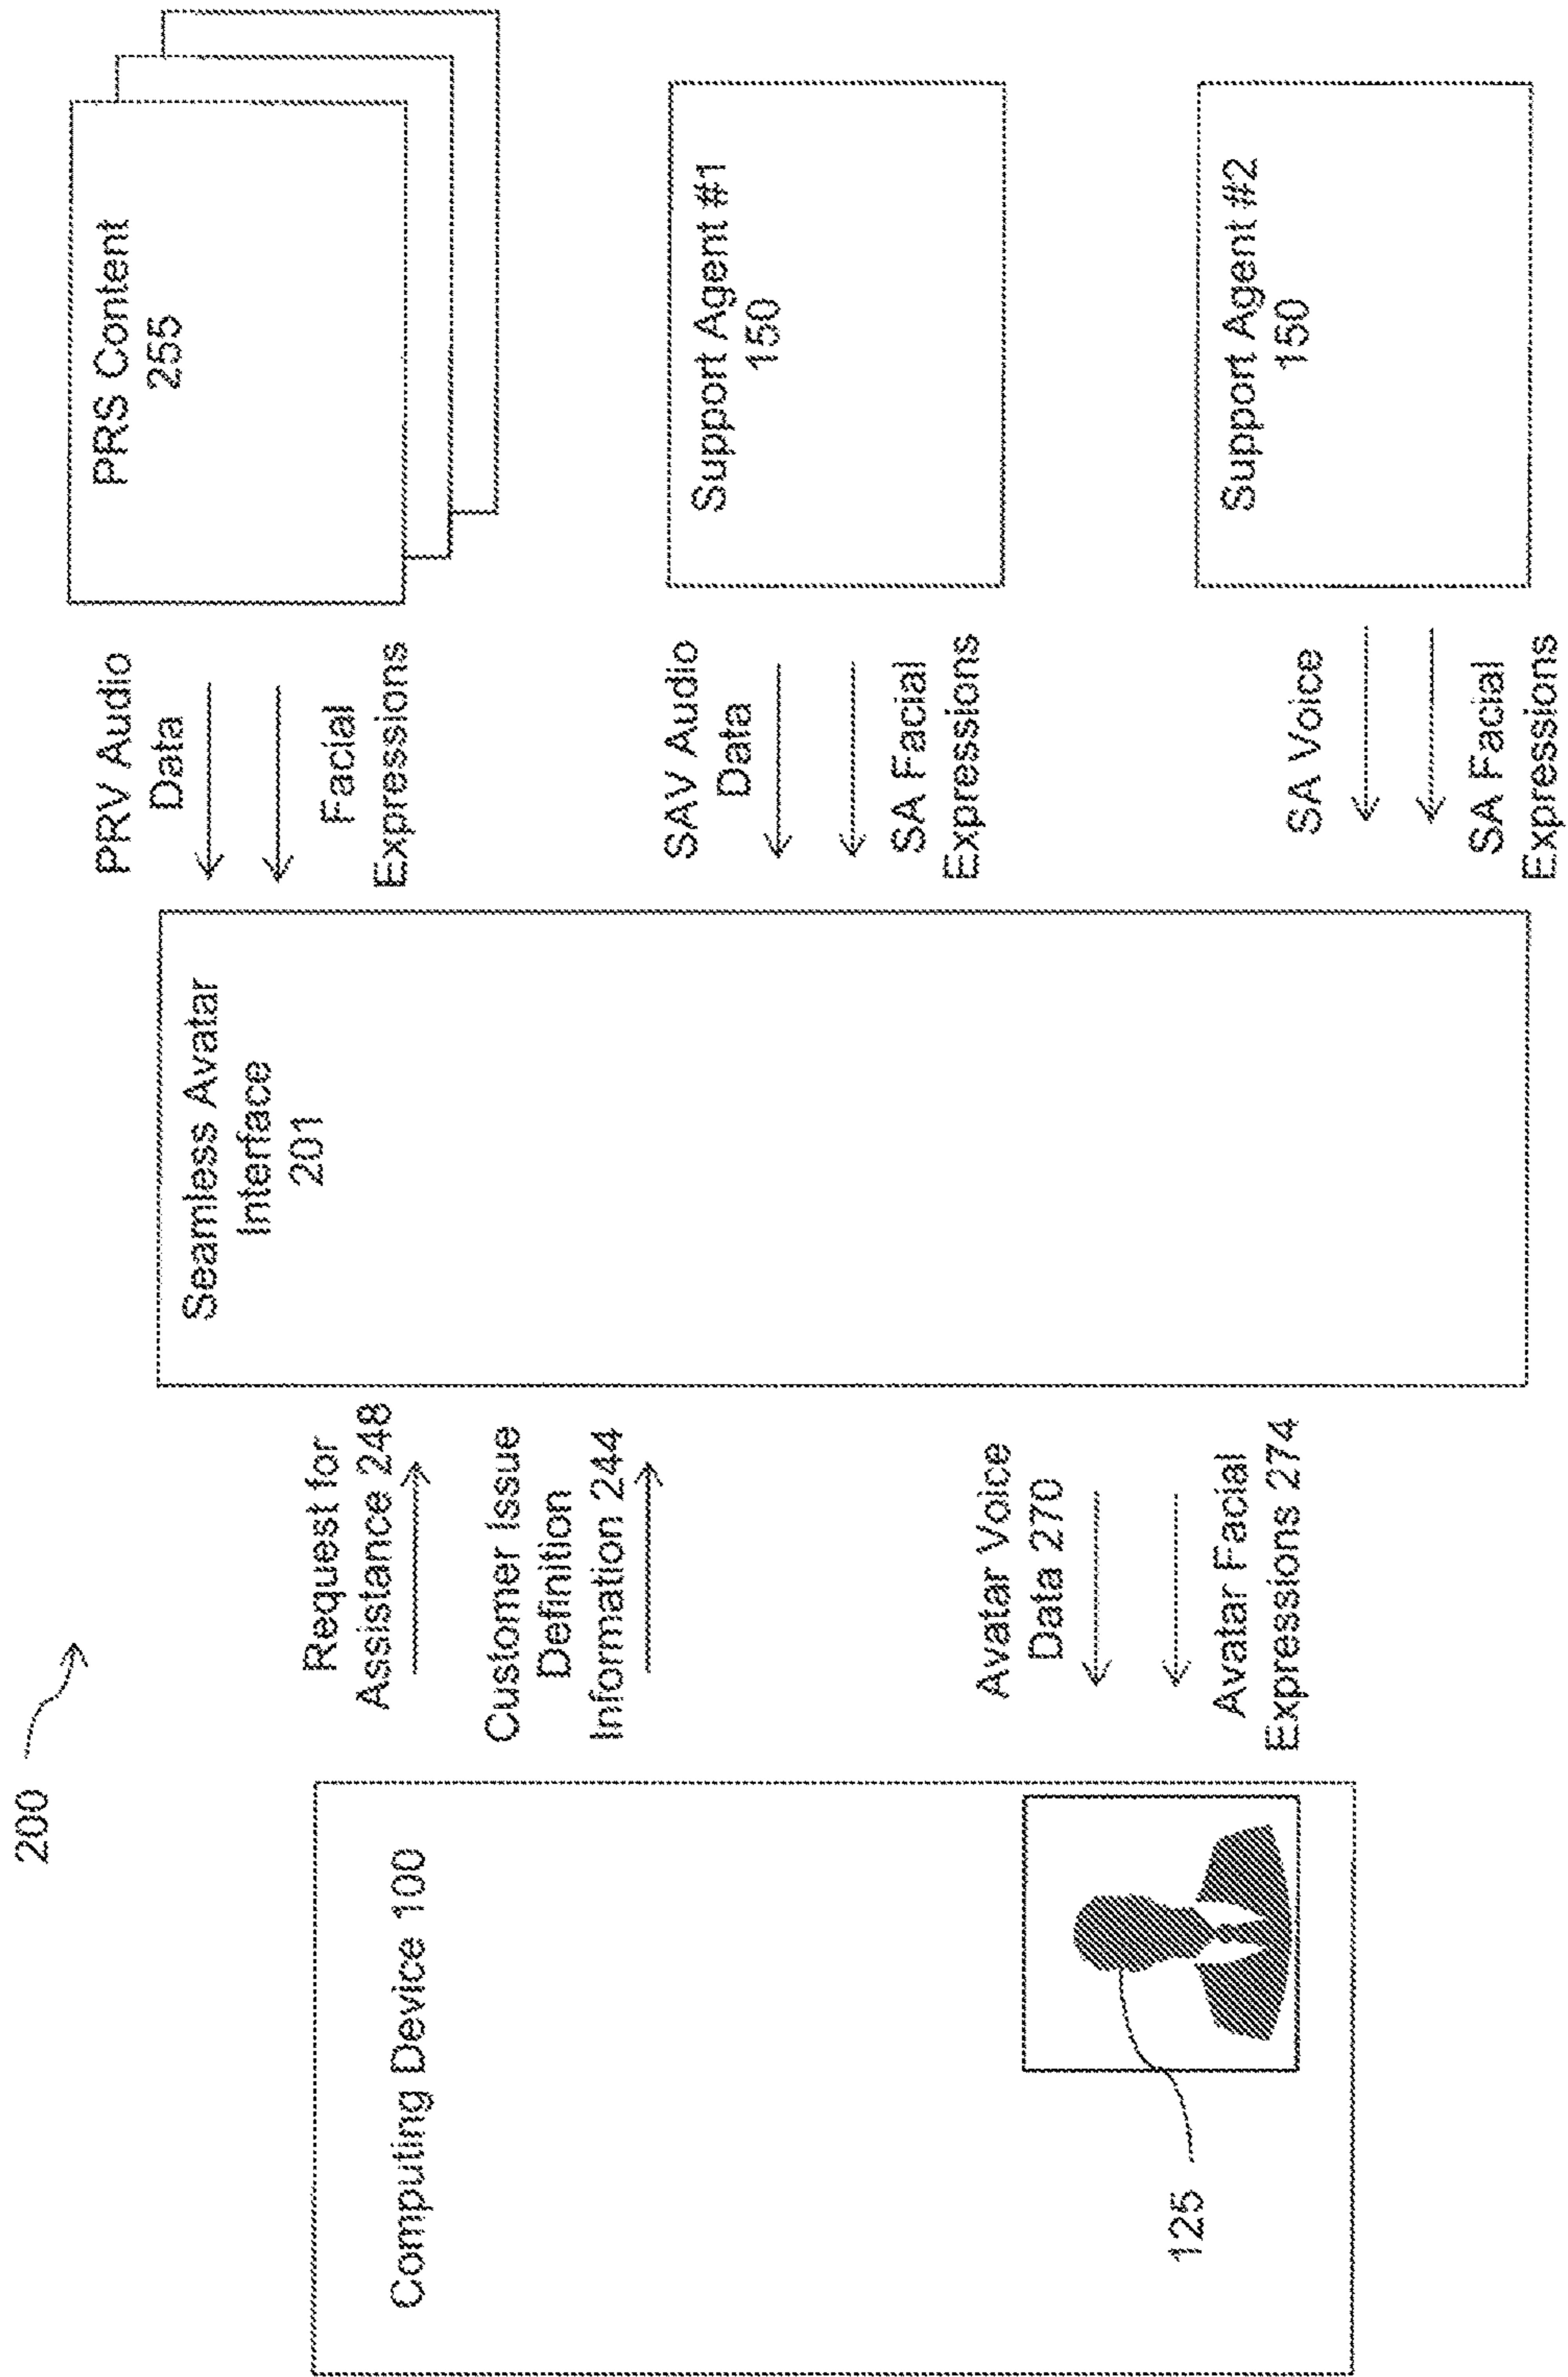 200
Computing Device 100
125
Request for
Assistance 248
Customer Issue
Definition
Information 244
Avatar Voice
Data 270
Avatar Facial
Expressions 274
Seamless Avatar
Interface
201
PRV Audio
Data
Facial
Expressions
SAV Audio
Data
SA Facial
Expressions
SA Voice
SA Facial
Expressions
PRS Content
255
Support Agent #1
150
Support Agent #2
150